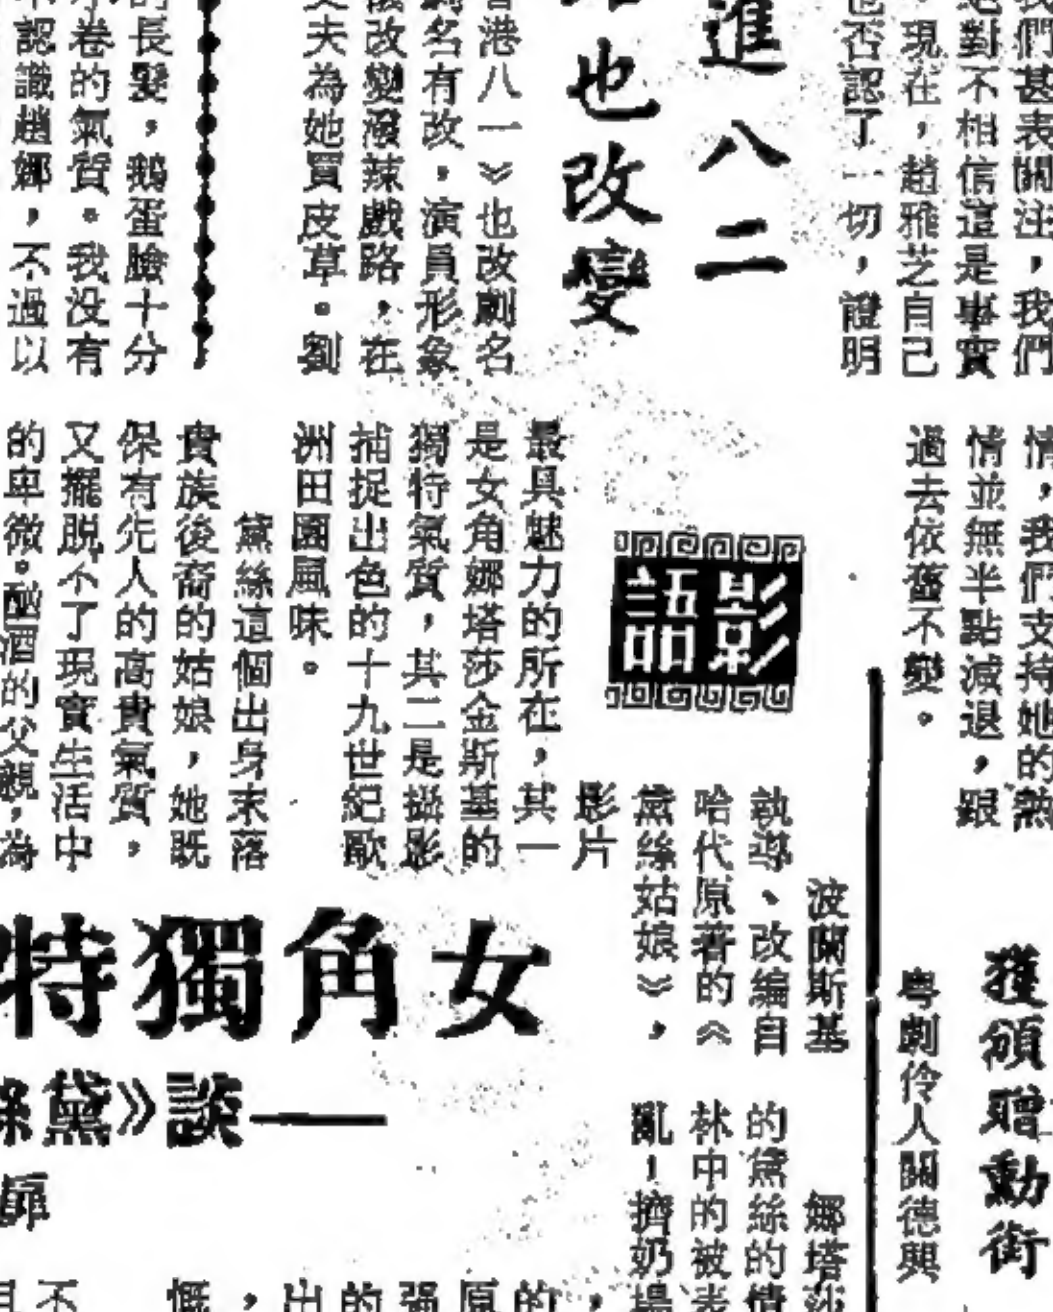 我們甚表關注，我們
絕對不相信這是事實
。現在，趙雅芝自己
也否認了一切，證明
情，我們支持她的熱
情並無半點減退，跟
過去依舊不變。
進八二
也改變
香港八一》也改劇名
劇名有改，演員形象
改變潑辣戲路，在
丈夫為她買皮草。劉
的長髮，鵝蛋臉十分
卷的氣質。我没有
不認識趙娜，不過以
獲頒贈勳銜
粵劇伶人關德興
影語
波蘭斯基
執導、改編自
哈代原著的《
黛絲姑娘》，
影片
最具魅力的所在，其一
是女角娜塔莎金斯基的
獨特氣質，其二是攝影
捕捉出色的十九世紀歐
洲田園風味。
黛絲這個出身末落
貴族後裔的姑娘，她既
保有先人的高貴氣質，
又擺脱不了現實生活中
的卑微。酗酒的父親，為
女角獨特
——談《黛絲
娜塔莎
的黛絲的情
林中的被
亂！擠奶場
的
原
强
的
出
，
慨
不
且